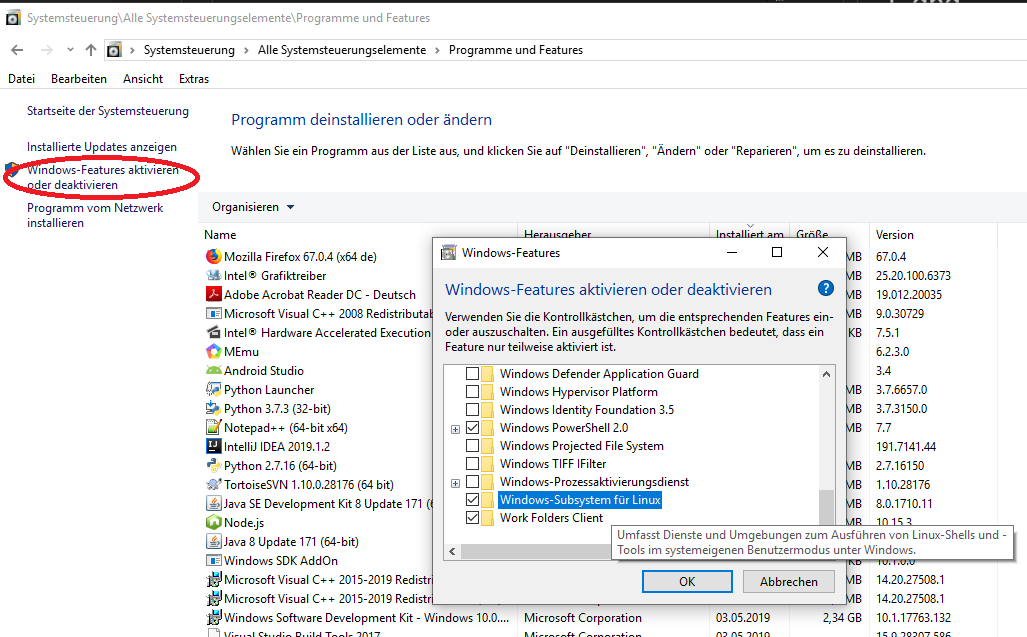 Systemsteuerung\Alle Systemsteuerungselemente\Programme und Features
Systemsteuerung > Alle Systemsteuerungselemente > Programme und Features
Datei Bearbeiten Ansicht Extras
Startseite der Systemsteuerung
Installierte Updates anzeigen
Windows-Features aktivieren
oder deaktivieren
Programm vom Netzwerk
installieren
Programm deinstallieren oder ändern
Wählen Sie ein Programm aus der Liste aus, und klicken Sie auf "Deinstallieren", "Ändern" oder "Reparieren", um es zu deinstallieren.
Organisieren
Name Herausgeber Installiert am Größe Version
Mozilla Firefox 67.0.4 (x64 de) MB 67.0.4
Intel® Grafiktreiber MB 25.20.100.6373
Adobe Acrobat Reader DC - Deutsch MB 19.012.20035
Microsoft Visual C++ 2008 Redistributab MB 9.0.30729
Intel® Hardware Accelerated Execution KB 7.5.1
MEmu 6.2.3.0
Android Studio 3.4
Python Launcher MB 3.7.6657.0
Python 3.7.3 (32-bit) MB 3.7.3150.0
Notepad++ (64-bit x64) MB 7.7
IntelliJ IDEA 2019.1.2 191.7141.44
Python 2.7.16 (64-bit) MB 2.7.16150
TortoiseSVN 1.10.0.28176 (64 bit) MB 1.10.28176
Java SE Development Kit 8 Update 171 (6 MB 8.0.1710.11
Node.js MB 10.15.3
Java 8 Update 171 (64-bit)
Windows SDK AddOn KB 10.1.0.0
Microsoft Visual C++ 2015-2019 Redistri MB 14.20.27508.1
Microsoft Visual C++ 2015-2019 Redistri MB 14.20.27508.1
Windows Software Development Kit - Windows 10.0.... Microsoft Corporation 03.05.2019 2,34 GB 10.1.17763.132
Visual Studio Build Tools 2017 Microsoft Corporation 03.05.2019 15.9.28307.586
Windows-Features
Windows-Features aktivieren oder deaktivieren
?
Verwenden Sie die Kontrollkästchen, um die entsprechenden Features ein-
oder auszuschalten. Ein ausgefülltes Kontrollkästchen bedeutet, dass ein
Feature nur teilweise aktiviert ist.
Windows Defender Application Guard
Windows Hypervisor Platform
Windows Identity Foundation 3.5
Windows PowerShell 2.0
Windows Projected File System
Windows TIFF IFilter
Windows-Prozessaktivierungsdienst
Windows-Subsystem für Linux
Work Folders Client
Umfasst Dienste und Umgebungen zum Ausführen von Linux-Shells und -
Tools im systemeigenen Benutzermodus unter Windows.
OK Abbrechen